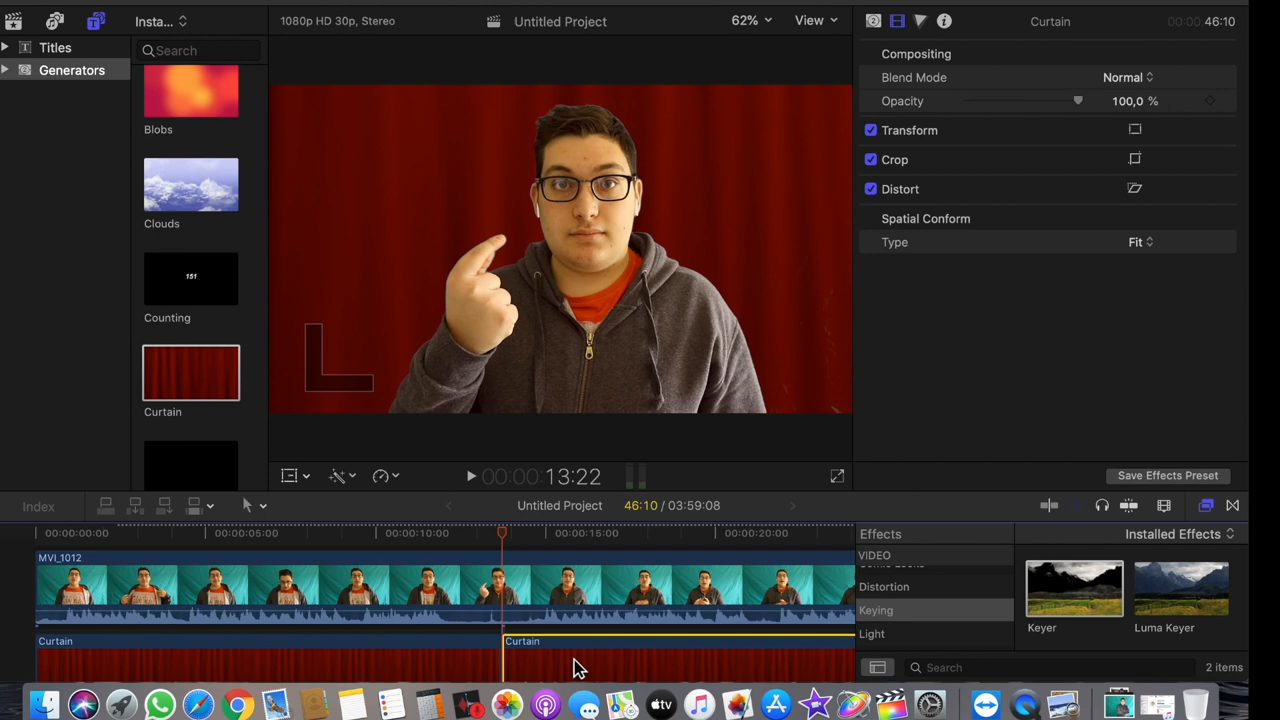 Insta...
1080p HD 30p, Stereo
Untitled Project
62%
View
Curtain
00:00:46:10
Titles
Generators
Search
Blobs
Clouds
151
Counting
Curtain
Compositing
Blend Mode
Normal
Opacity
100,0 %
Transform
Crop
Distort
Spatial Conform
Type
Fit
00:00:13:22
Save Effects Preset
Index
Untitled Project
46:10 / 03:59:08
00:00:00:00
00:00:05:00
00:00:10:00
00:00:15:00
00:00:20:00
MVI_1012
Curtain
Curtain
Effects
Installed Effects
VIDEO
Distortion
Keying
Light
Keyer
Luma Keyer
Search
2 items
tv